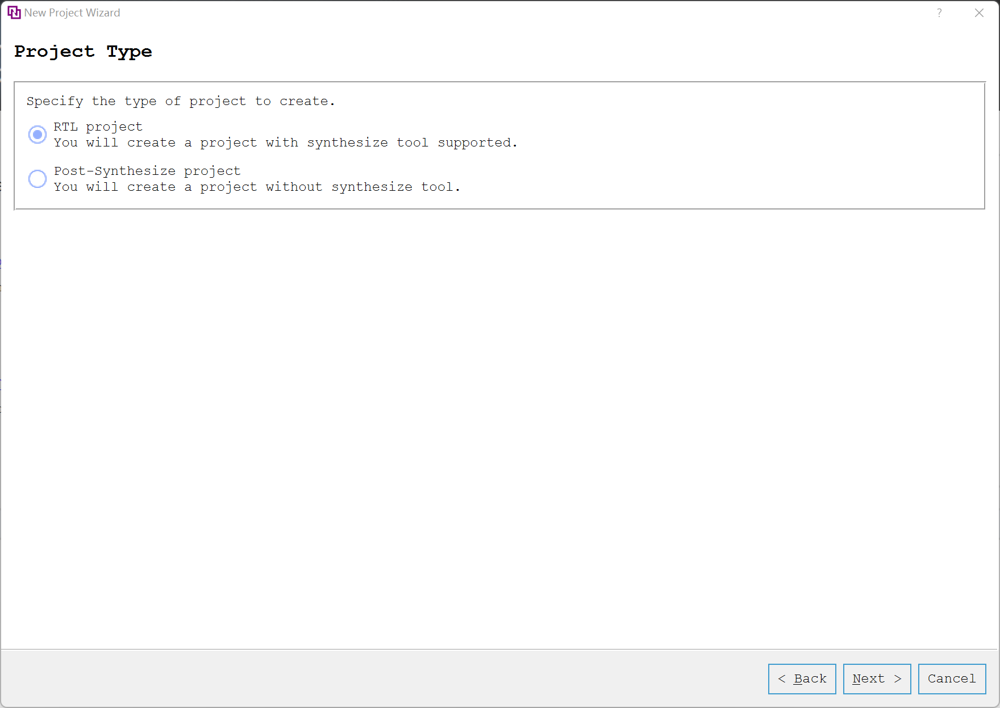 New Project Wizard
?
Project Type
Specify the type of project to create.
RTL project
You will create a project with synthesize tool supported.
Post-Synthesize project
You will create a project without synthesize tool.
< Back
Next >
Cancel